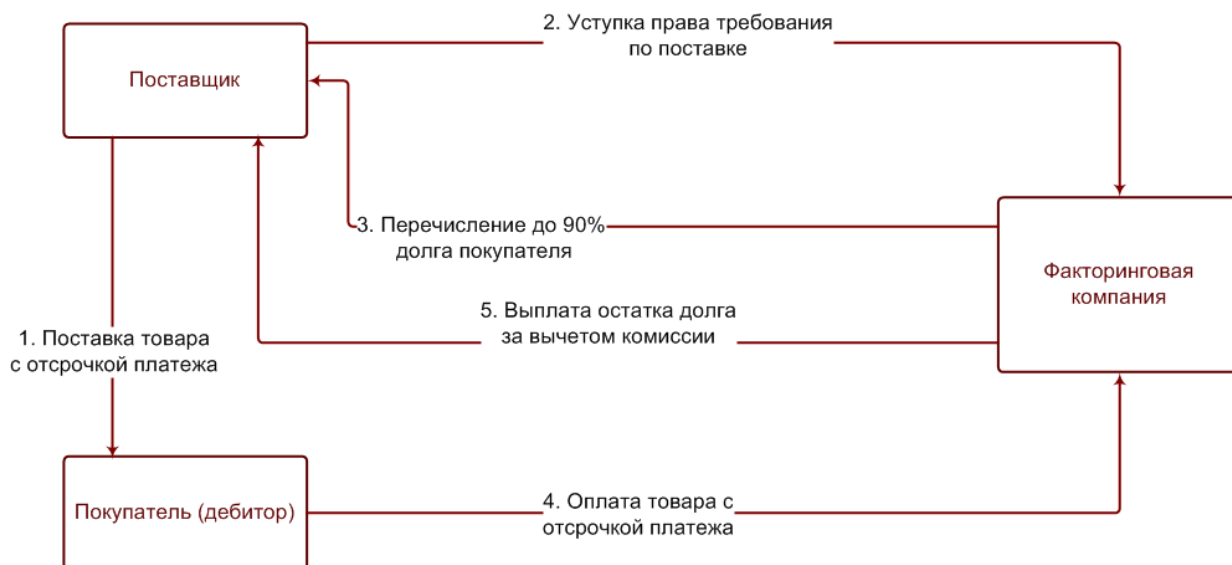 2. Уступка права требования
по поставке
Поставщик
3. Перечисление до 90%
долга покупателя
Факторинговая
компания
5. Выплата остатка долга
за вычетом комиссии
1. Поставка товара
с отсрочкой платежа
Покупатель (дебитор)
4. Оплата товара с
отсрочкой платежа